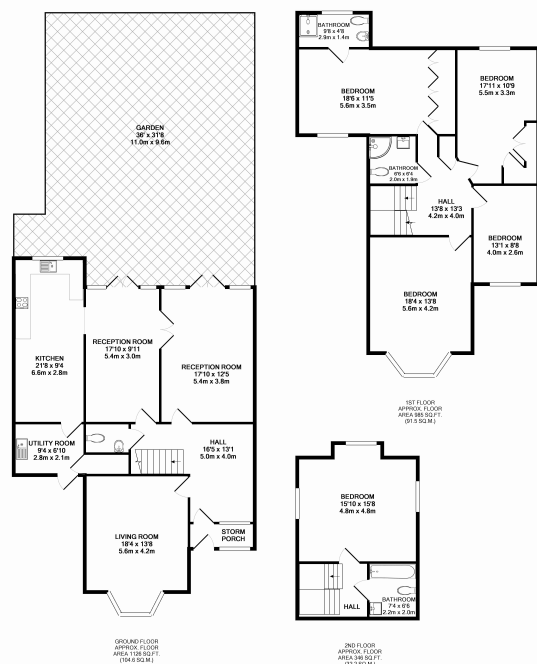 GARDEN
36' x 31'8
11.0m x 9.6m
KITCHEN
21'8 x 9'4
6.6m x 2.8m
RECEPTION ROOM
17'10 x 9'11
5.4m x 3.0m
RECEPTION ROOM
17'10 x 12'5
5.4m x 3.8m
UTILITY ROOM
9'4 x 6'10
2.8m x 2.1m
HALL
16'5 x 13'1
5.0m x 4.0m
LIVING ROOM
18'4 x 13'8
5.6m x 4.2m
STORM
PORCH
GROUND FLOOR
APPROX. FLOOR
AREA 1126 SQ.FT.
(104.6 SQ.M.)
BATHROOM
9'8 x 4'8
2.9m x 1.4m
BEDROOM
18'6 x 11'5
5.6m x 3.5m
BEDROOM
17'11 x 10'9
5.5m x 3.3m
BATHROOM
6'6 x 6'4
2.0m x 1.9m
HALL
13'8 x 13'3
4.2m x 4.0m
BEDROOM
13'1 x 8'8
4.0m x 2.6m
BEDROOM
18'4 x 13'8
5.6m x 4.2m
1ST FLOOR
APPROX. FLOOR
AREA 985 SQ.FT.
(91.5 SQ.M.)
BEDROOM
15'10 x 15'8
4.8m x 4.8m
BATHROOM
7'4 x 6'6
2.2m x 2.0m
HALL
2ND FLOOR
APPROX. FLOOR
AREA 346 SQ.FT.